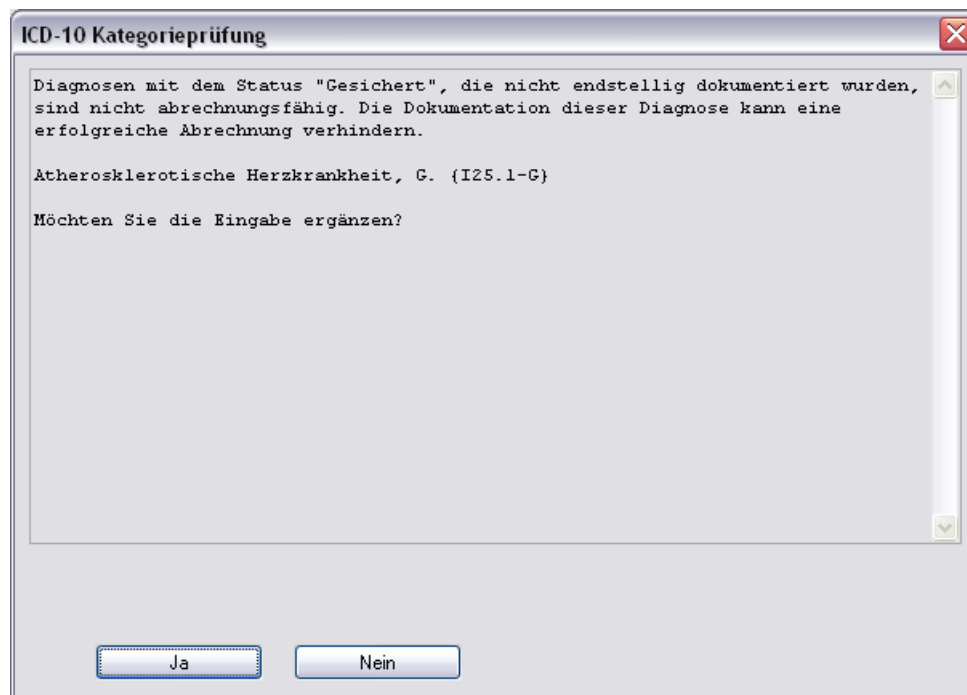 ICD-10 Kategorieprüfung
Diagnosen mit dem Status "Gesichert", die nicht endstellig dokumentiert wurden,
sind nicht abrechnungsfähig. Die Dokumentation dieser Diagnose kann eine
erfolgreiche Abrechnung verhindern.
Atherosklerotische Herzkrankheit, G. {I25.1-G}
Möchten Sie die Eingabe ergänzen?
Ja
Nein